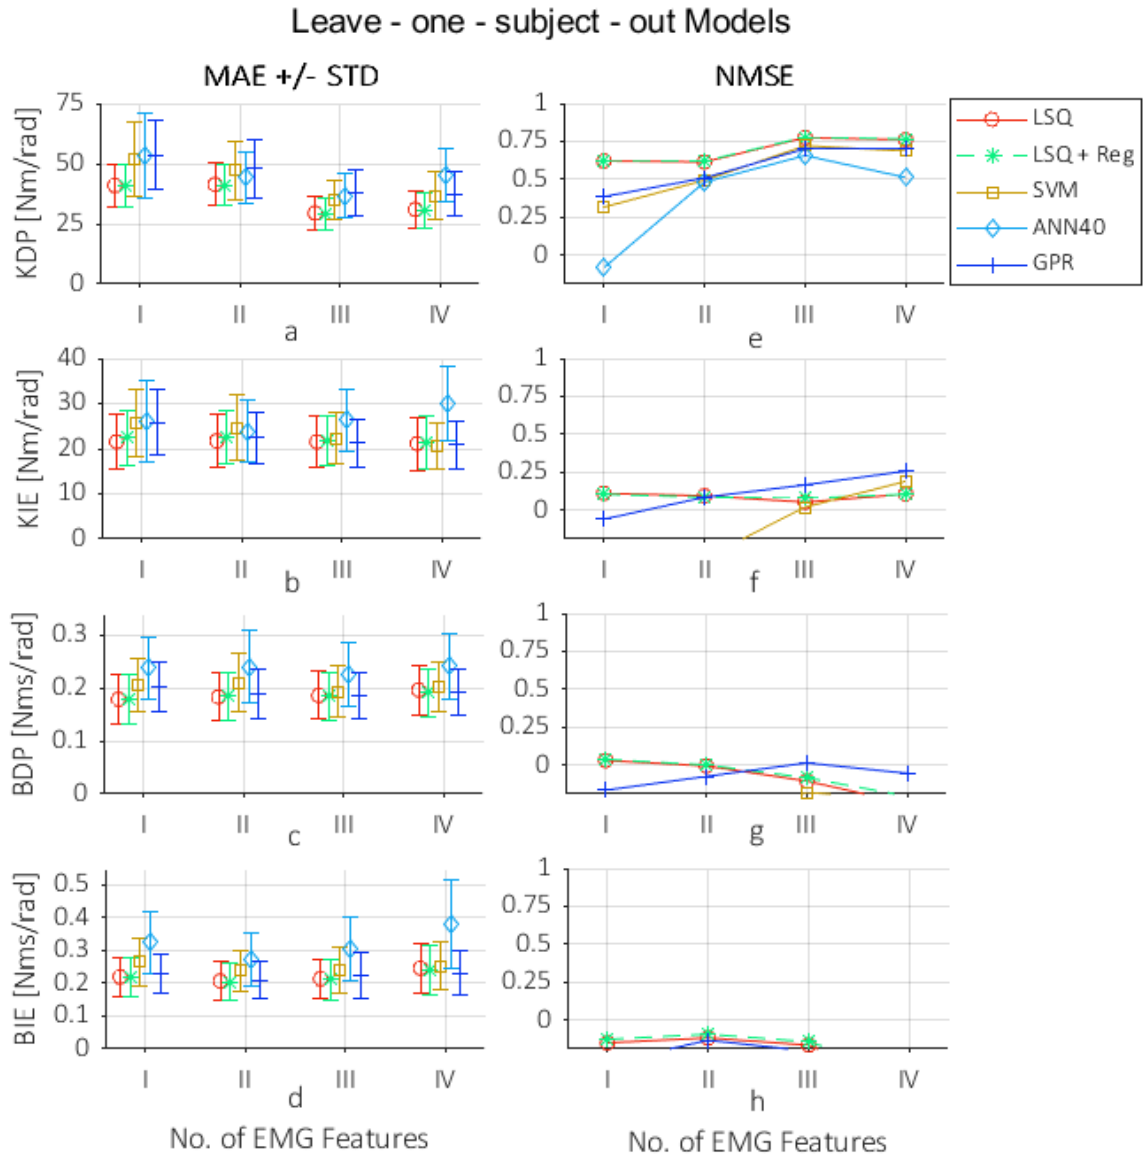 Leave - one - subject - out Models
MAE +/- STD
NMSE
KDP [Nm/rad]
75
50
25
0
I II III IV
a
1
0.75
0.5
0.25
0
I II III IV
e
LSQ
LSQ + Reg
SVM
ANN40
GPR
KIE [Nm/rad]
40
30
20
10
0
I II III IV
b
1
0.75
0.5
0.25
0
I II III IV
f
BDP [Nms/rad]
0.3
0.2
0.1
0
I II III IV
c
1
0.75
0.5
0.25
0
I II III IV
g
BIE [Nms/rad]
0.5
0.4
0.3
0.2
0.1
0
I II III IV
d
No. of EMG Features
1
0.75
0.5
0.25
0
I II III IV
h
No. of EMG Features